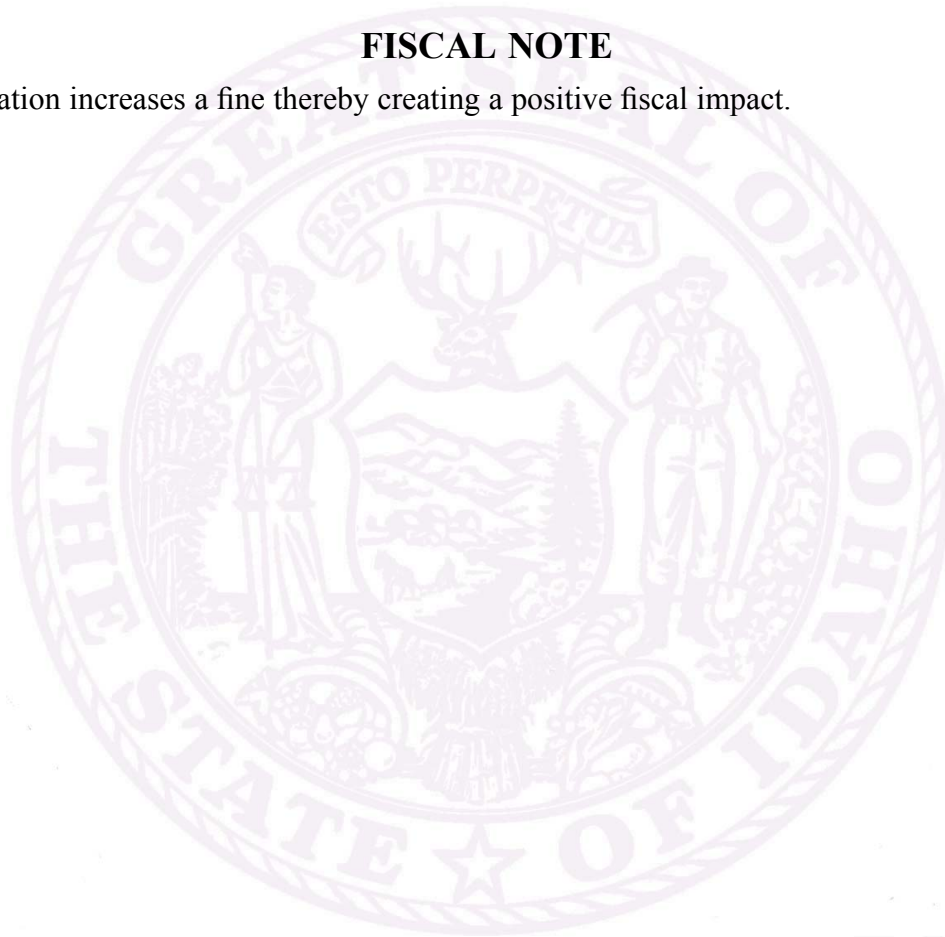 FISCAL NOTE
ation increases a fine thereby creating a positive fiscal impact.
GREAT SEAL OF
ESTO PERPETUA
THE STATE OF IDAHO